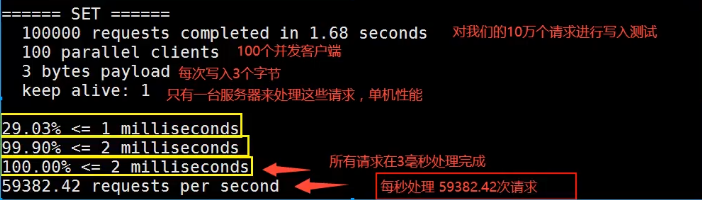 ====== SET ======
100000 requests completed in 1.68 seconds 对我们的10万个请求进行写入测试
100 parallel clients 100个并发客户端
3 bytes payload 每次写入3个字节
keep alive: 1 只有一台服务器来处理这些请求，单机性能
29.03% <= 1 milliseconds
99.90% <= 2 milliseconds
100.00% <= 2 milliseconds 所有请求在3毫秒处理完成
59382.42 requests per second 每秒处理 59382.42次请求